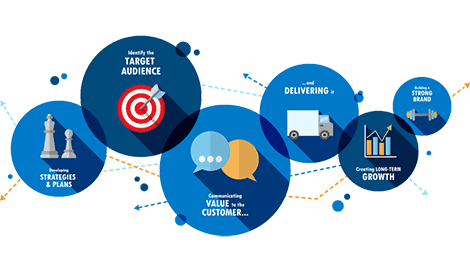 Developing
STRATEGIES
& PLANS
Identify the
TARGET
AUDIENCE
Communicating
VALUE to the
CUSTOMER...
...and
DELIVERING it
Creating LONG-TERM
GROWTH
Building a
STRONG
BRAND